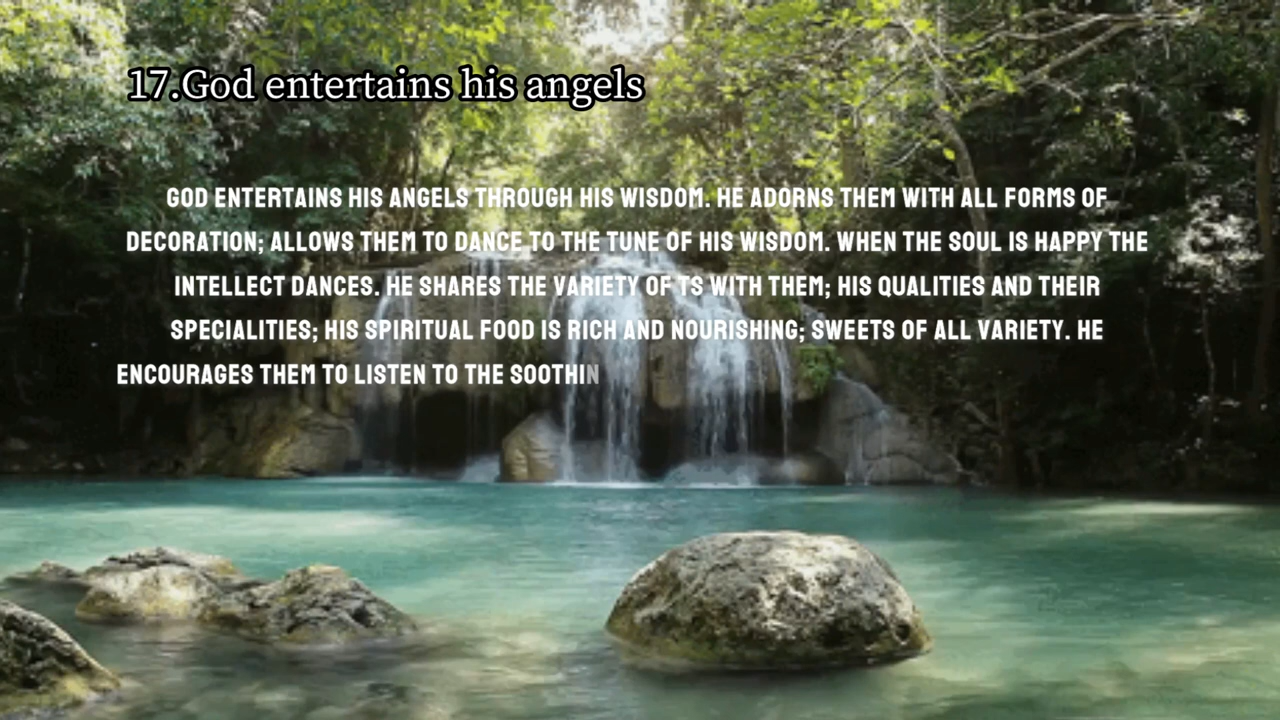 17.God entertains his angels
GOD ENTERTAINS HIS ANGELS THROUGH HIS WISDOM. HE ADORNS THEM WITH ALL FORMS OF
DECORATION; ALLOWS THEM TO DANCE TO THE TUNE OF HIS WISDOM. WHEN THE SOUL IS HAPPY THE
INTELLECT DANCES. HE SHARES THE VARIETY OF TS WITH THEM; HIS QUALITIES AND THEIR
SPECIALITIES; HIS SPIRITUAL FOOD IS RICH AND NOURISHING; SWEETS OF ALL VARIETY. HE
ENCOURAGES THEM TO LISTEN TO THE SOOTHIN